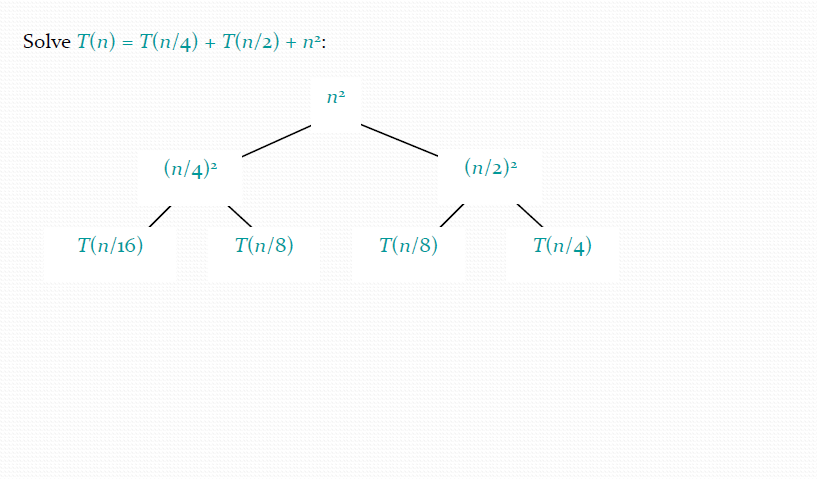 Solve T(n) = T(n/4) + T(n/2) + n²:
n²
(n/4)² (n/2)²
T(n/16) T(n/8) T(n/8) T(n/4)